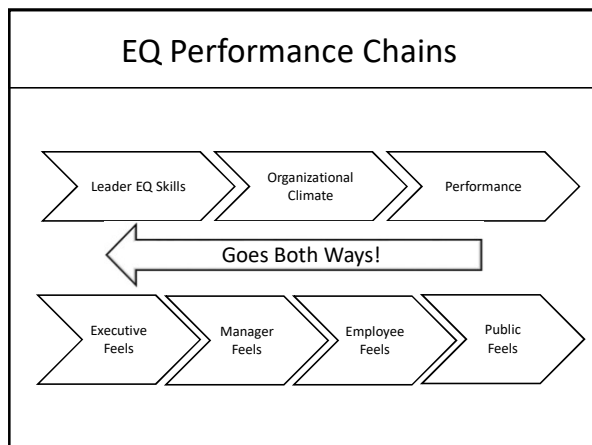 EQ Performance Chains
Leader EQ Skills
Organizational
Climate
Performance
Goes Both Ways!
Executive
Feels
Manager
Feels
Employee
Feels
Public
Feels